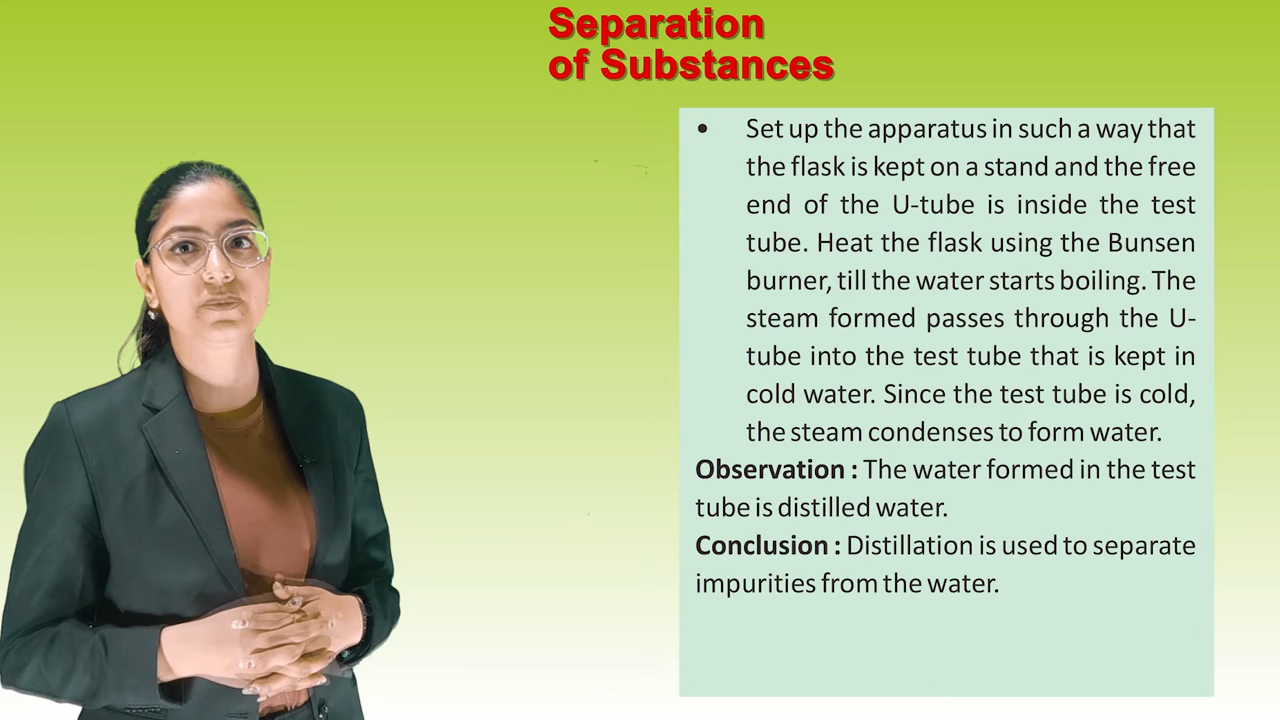 Separation
of Substances
• Set up the apparatus in such a way that
the flask is kept on a stand and the free
end of the U-tube is inside the test
tube. Heat the flask using the Bunsen
burner, till the water starts boiling. The
steam formed passes through the U-
tube into the test tube that is kept in
cold water. Since the test tube is cold,
the steam condenses to form water.
Observation : The water formed in the test
tube is distilled water.
Conclusion : Distillation is used to separate
impurities from the water.